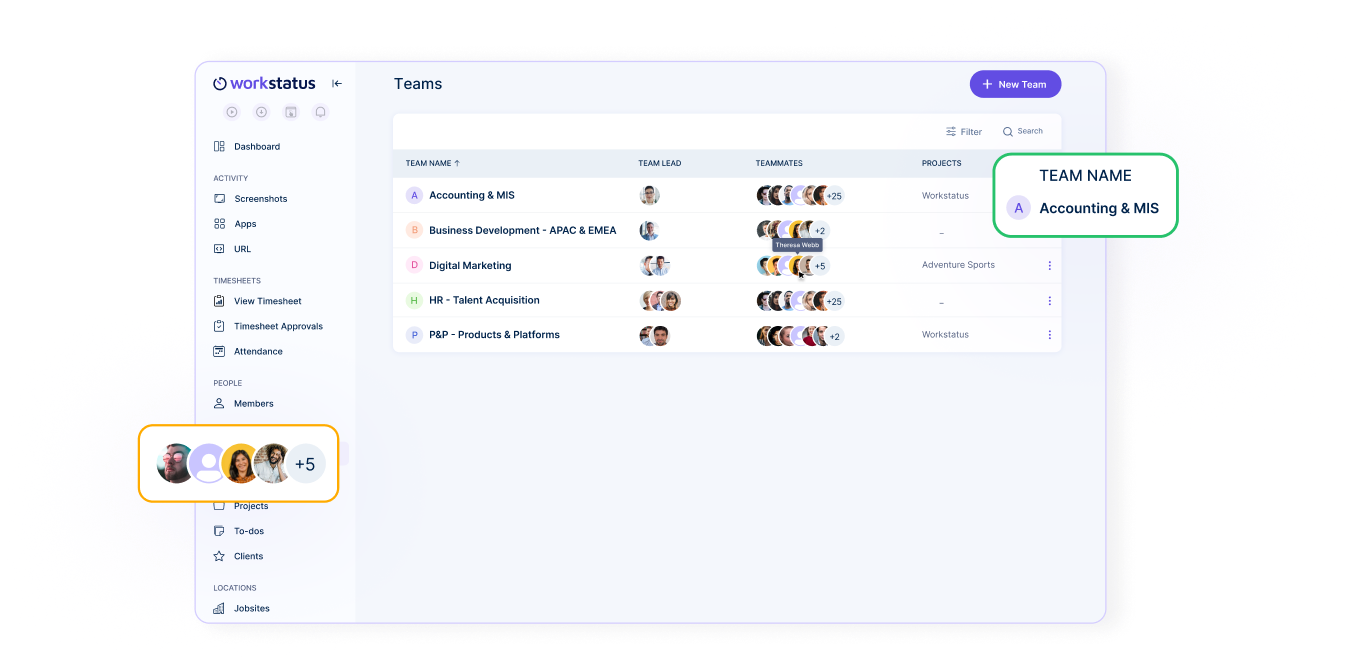 workstatus
Dashboard
ACTIVITY
Screenshots
Apps
URL
TIMESHEETS
View Timesheet
Timesheet Approvals
Attendance
PEOPLE
Members
+5
Projects
To-dos
Clients
LOCATIONS
Jobsites
Teams
+ New Team
Filter Search
TEAM NAME ↑ TEAM LEAD TEAMMATES PROJECTS
A Accounting & MIS +25 Workstatus
B Business Development - APAC & EMEA +2 –
Theresa Webb
D Digital Marketing +5 Adventure Sports
H HR - Talent Acquisition +25 –
P P&P - Products & Platforms +2 Workstatus
TEAM NAME
A Accounting & MIS